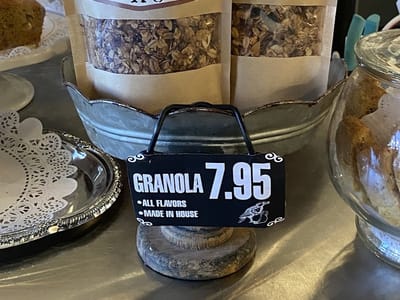 GRANOLA 7.95
•ALL FLAVORS
•MADE IN HOUSE